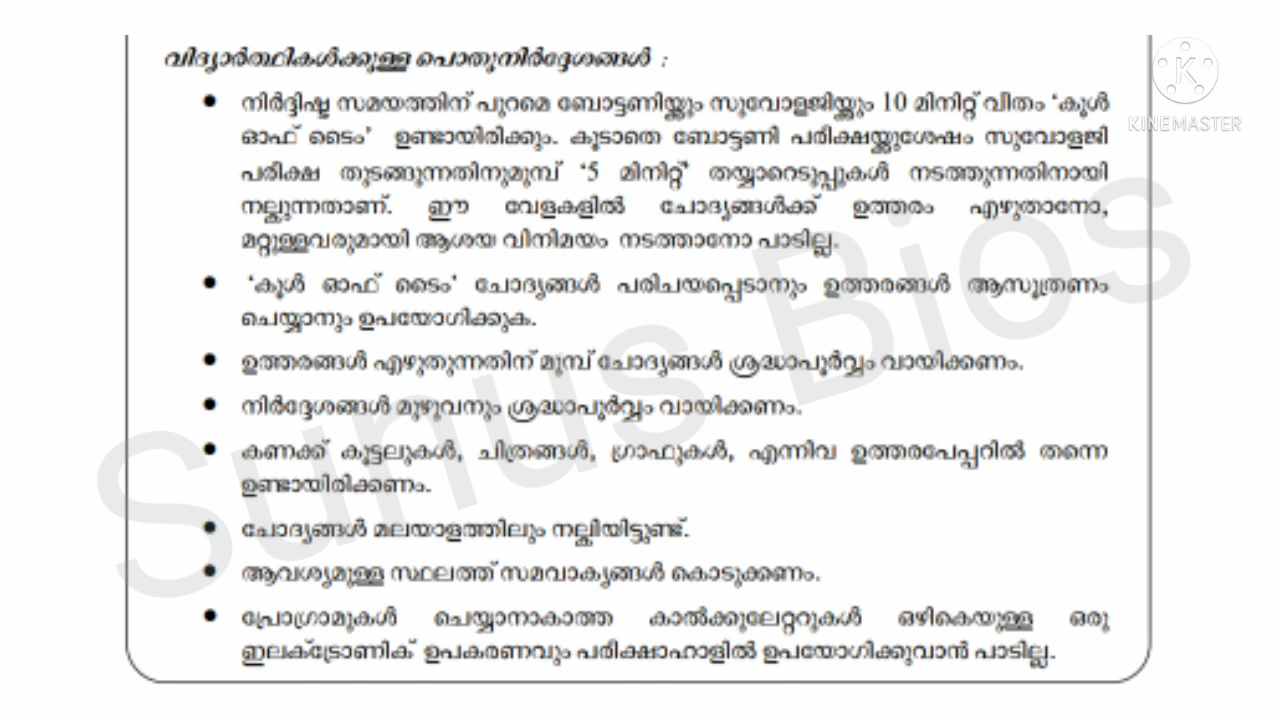 വിദ്യാർത്ഥികൾക്കുള്ള പൊതുനിർദ്ദേശങ്ങൾ :
KINEMASTER
● നിർദ്ദിഷ്ട സമയത്തിന് പുറമെ ബോട്ടണിയ്ക്കും സുവോളജിയ്ക്കും 10 മിനിറ്റ് വീതം ‘കൂൾ
ഓഫ് ടൈം’ ഉണ്ടായിരിക്കും. കൂടാതെ ബോട്ടണി പരീക്ഷയ്ക്കുശേഷം സുവോളജി
പരീക്ഷ തുടങ്ങുന്നതിനുമുമ്പ് ‘5 മിനിറ്റ്’ തയ്യാറെടുപ്പുകൾ നടത്തുന്നതിനായി
നല്കുന്നതാണ്. ഈ വേളകളിൽ ചോദ്യങ്ങൾക്ക് ഉത്തരം എഴുതാനോ,
മറ്റുള്ളവരുമായി ആശയ വിനിമയം നടത്താനോ പാടില്ല.
● ‘കൂൾ ഓഫ് ടൈം’ ചോദ്യങ്ങൾ പരിചയപ്പെടാനും ഉത്തരങ്ങൾ ആസൂത്രണം
ചെയ്യാനും ഉപയോഗിക്കുക.
● ഉത്തരങ്ങൾ എഴുതുന്നതിന് മുമ്പ് ചോദ്യങ്ങൾ ശ്രദ്ധാപൂർവ്വം വായിക്കണം.
● നിർദ്ദേശങ്ങൾ മുഴുവനും ശ്രദ്ധാപൂർവ്വം വായിക്കണം.
● കണക്ക് കൂട്ടലുകൾ, ചിത്രങ്ങൾ, ഗ്രാഫുകൾ, എന്നിവ ഉത്തരപേപ്പറിൽ തന്നെ
ഉണ്ടായിരിക്കണം.
● ചോദ്യങ്ങൾ മലയാളത്തിലും നല്കിയിട്ടുണ്ട്.
● ആവശ്യമുള്ള സ്ഥലത്ത് സമവാക്യങ്ങൾ കൊടുക്കണം.
● പ്രോഗ്രാമുകൾ ചെയ്യാനാകാത്ത കാൽക്കുലേറ്ററുകൾ ഒഴികെയുള്ള ഒരു
ഇലക്ട്രോണിക് ഉപകരണവും പരീക്ഷാഹാളിൽ ഉപയോഗിക്കുവാൻ പാടില്ല.
Sunus Bios